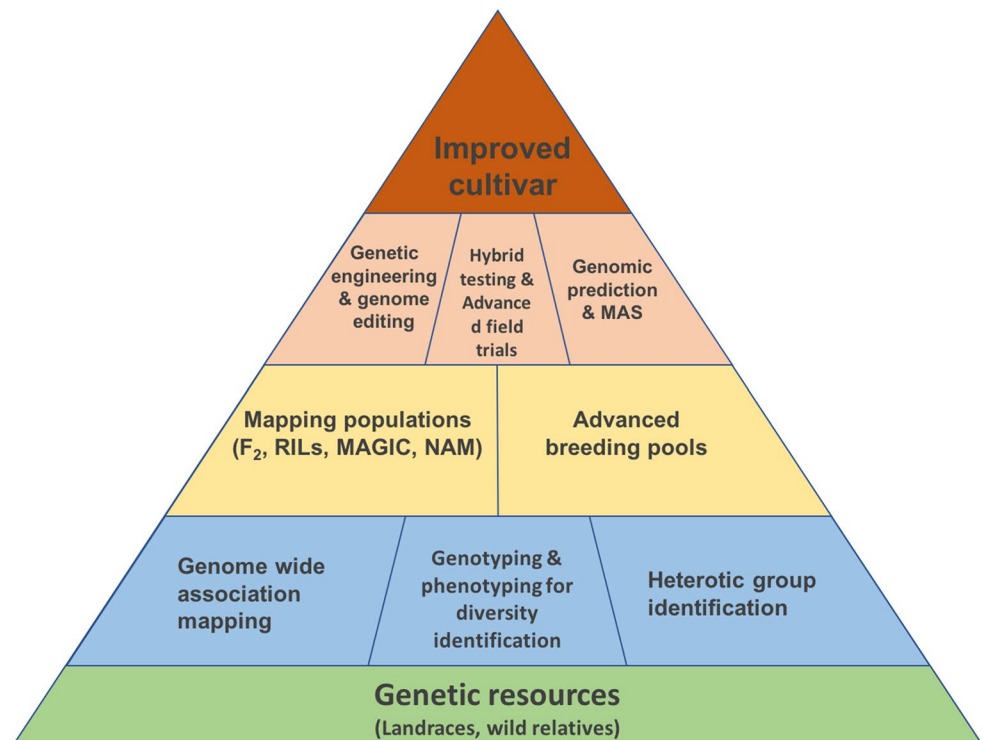 Improved
cultivar
Genetic
engineering
& genome
editing
Hybrid
testing &
Advance
d field
trials
Genomic
prediction
& MAS
Mapping populations
(F₂, RILs, MAGIC, NAM)
Advanced
breeding pools
Genome wide
association
mapping
Genotyping &
phenotyping for
diversity
identification
Heterotic group
identification
Genetic resources
(Landraces, wild relatives)